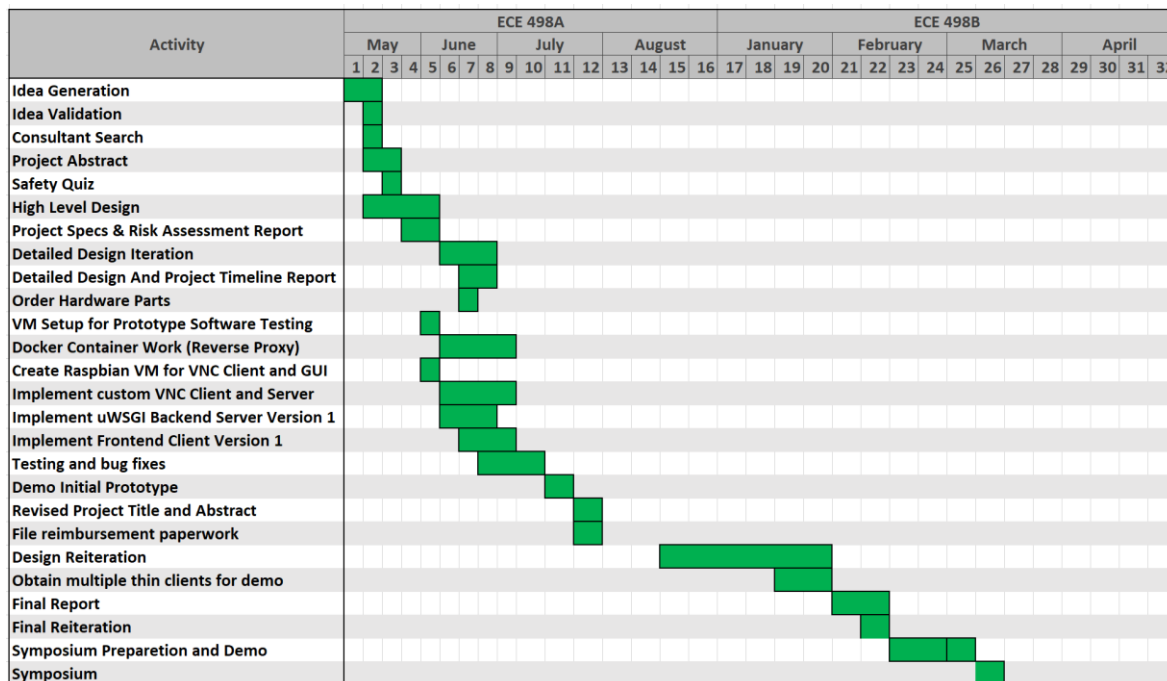 ECE 498A ECE 498B
Activity
May June July August January February March April
1 2 3 4 5 6 7 8 9 10 11 12 13 14 15 16 17 18 19 20 21 22 23 24 25 26 27 28 29 30 31
Idea Generation
Idea Validation
Consultant Search
Project Abstract
Safety Quiz
High Level Design
Project Specs & Risk Assessment Report
Detailed Design Iteration
Detailed Design And Project Timeline Report
Order Hardware Parts
VM Setup for Prototype Software Testing
Docker Container Work (Reverse Proxy)
Create Raspbian VM for VNC Client and GUI
Implement custom VNC Client and Server
Implement uWSGI Backend Server Version 1
Implement Frontend Client Version 1
Testing and bug fixes
Demo Initial Prototype
Revised Project Title and Abstract
File reimbursement paperwork
Design Reiteration
Obtain multiple thin clients for demo
Final Report
Final Reiteration
Symposium Preparetion and Demo
Symposium